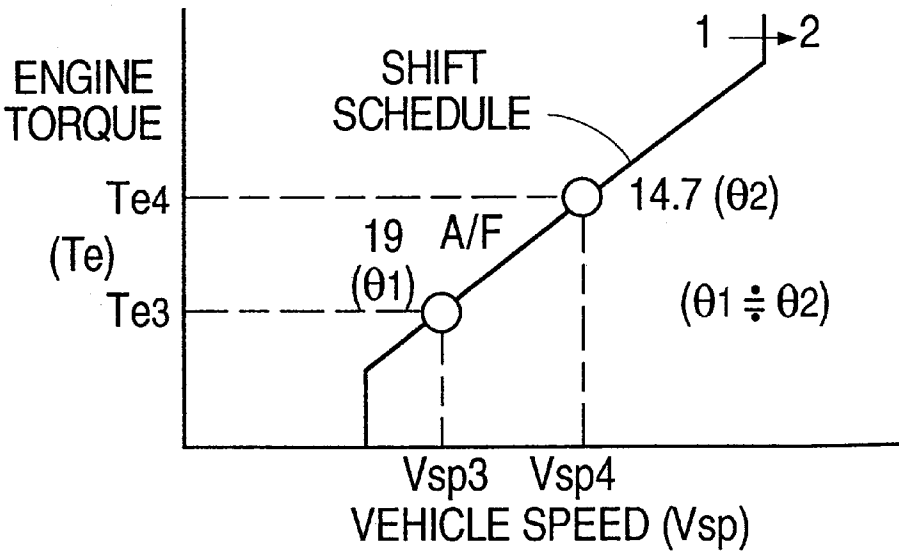 1 → 2
ENGINE
TORQUE
SHIFT
SCHEDULE
Te4
14.7 (θ2)
19
A/F
(Te)
(θ1)
Te3
(θ1 ≑ θ2)
Vsp3
Vsp4
VEHICLE SPEED (Vsp)